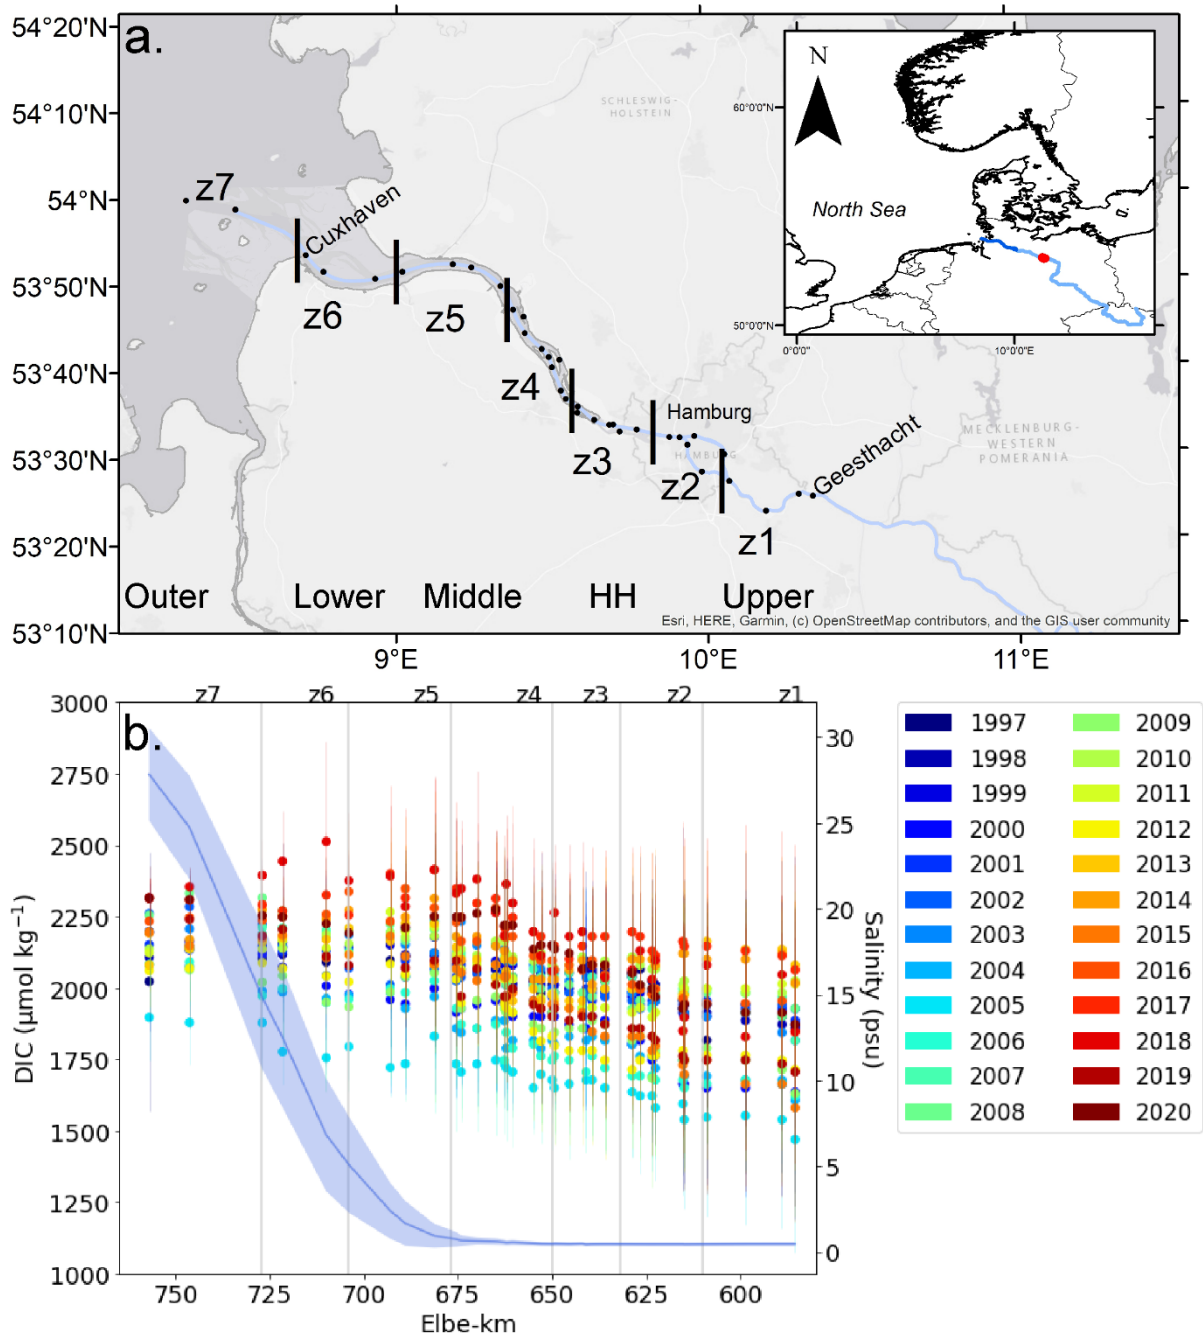 a.
54°20'N
54°10'N
54°N
53°50'N
53°40'N
53°30'N
53°20'N
53°10'N
SCHLESWIG-
HOLSTEIN
N
60°0'0"N
North Sea
50°0'0"N
0°0'0"
10°0'0"E
z7
Cuxhaven
z6
z5
z4
Hamburg
HAMBURG
z3
z2
Geesthacht
MECKLENBURG-
WESTERN
POMERANIA
z1
Outer
Lower
Middle
HH
Upper
Esri, HERE, Garmin, (c) OpenStreetMap contributors, and the GIS user community
9°E
10°E
11°E
z7
z6
z5
z4
z3
z2
z1
b.
3000
2750
2500
2250
2000
1750
1500
1250
1000
DIC (µmol kg⁻¹)
30
25
20
15
10
5
0
Salinity (psu)
750
725
700
675
650
625
600
Elbe-km
1997
1998
1999
2000
2001
2002
2003
2004
2005
2006
2007
2008
2009
2010
2011
2012
2013
2014
2015
2016
2017
2018
2019
2020